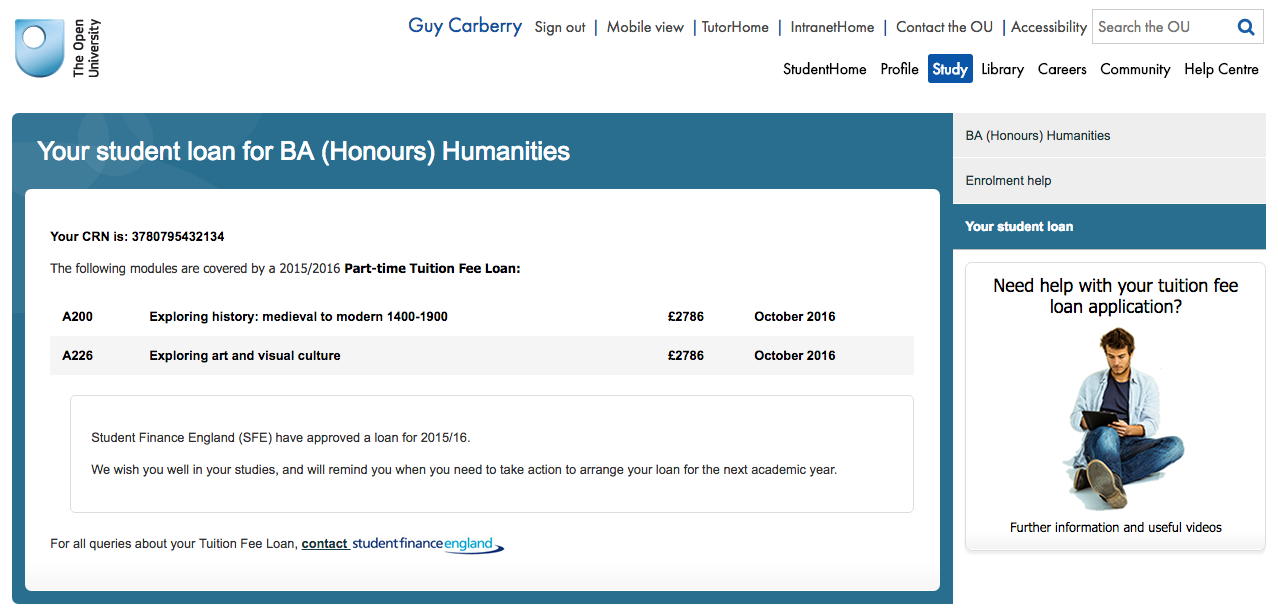 The Open
University
Guy Carberry Sign out | Mobile view | TutorHome | IntranetHome | Contact the OU | Accessibility Search the OU
StudentHome Profile Study Library Careers Community Help Centre
Your student loan for BA (Honours) Humanities
Your CRN is: 3780795432134
The following modules are covered by a 2015/2016 Part-time Tuition Fee Loan:
A200 Exploring history: medieval to modern 1400-1900 £2786 October 2016
A226 Exploring art and visual culture £2786 October 2016
Student Finance England (SFE) have approved a loan for 2015/16.
We wish you well in your studies, and will remind you when you need to take action to arrange your loan for the next academic year.
For all queries about your Tuition Fee Loan, contact studentfinanceengland
BA (Honours) Humanities
Enrolment help
Your student loan
Need help with your tuition fee
loan application?
Further information and useful videos